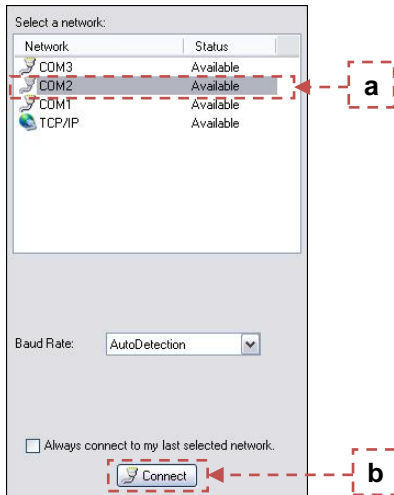 Select a network:
Network Status
COM3 Available
COM2 Available
a
COM1 Available
TCP/IP Available
Baud Rate: AutoDetection
Always connect to my last selected network.
Connect
b